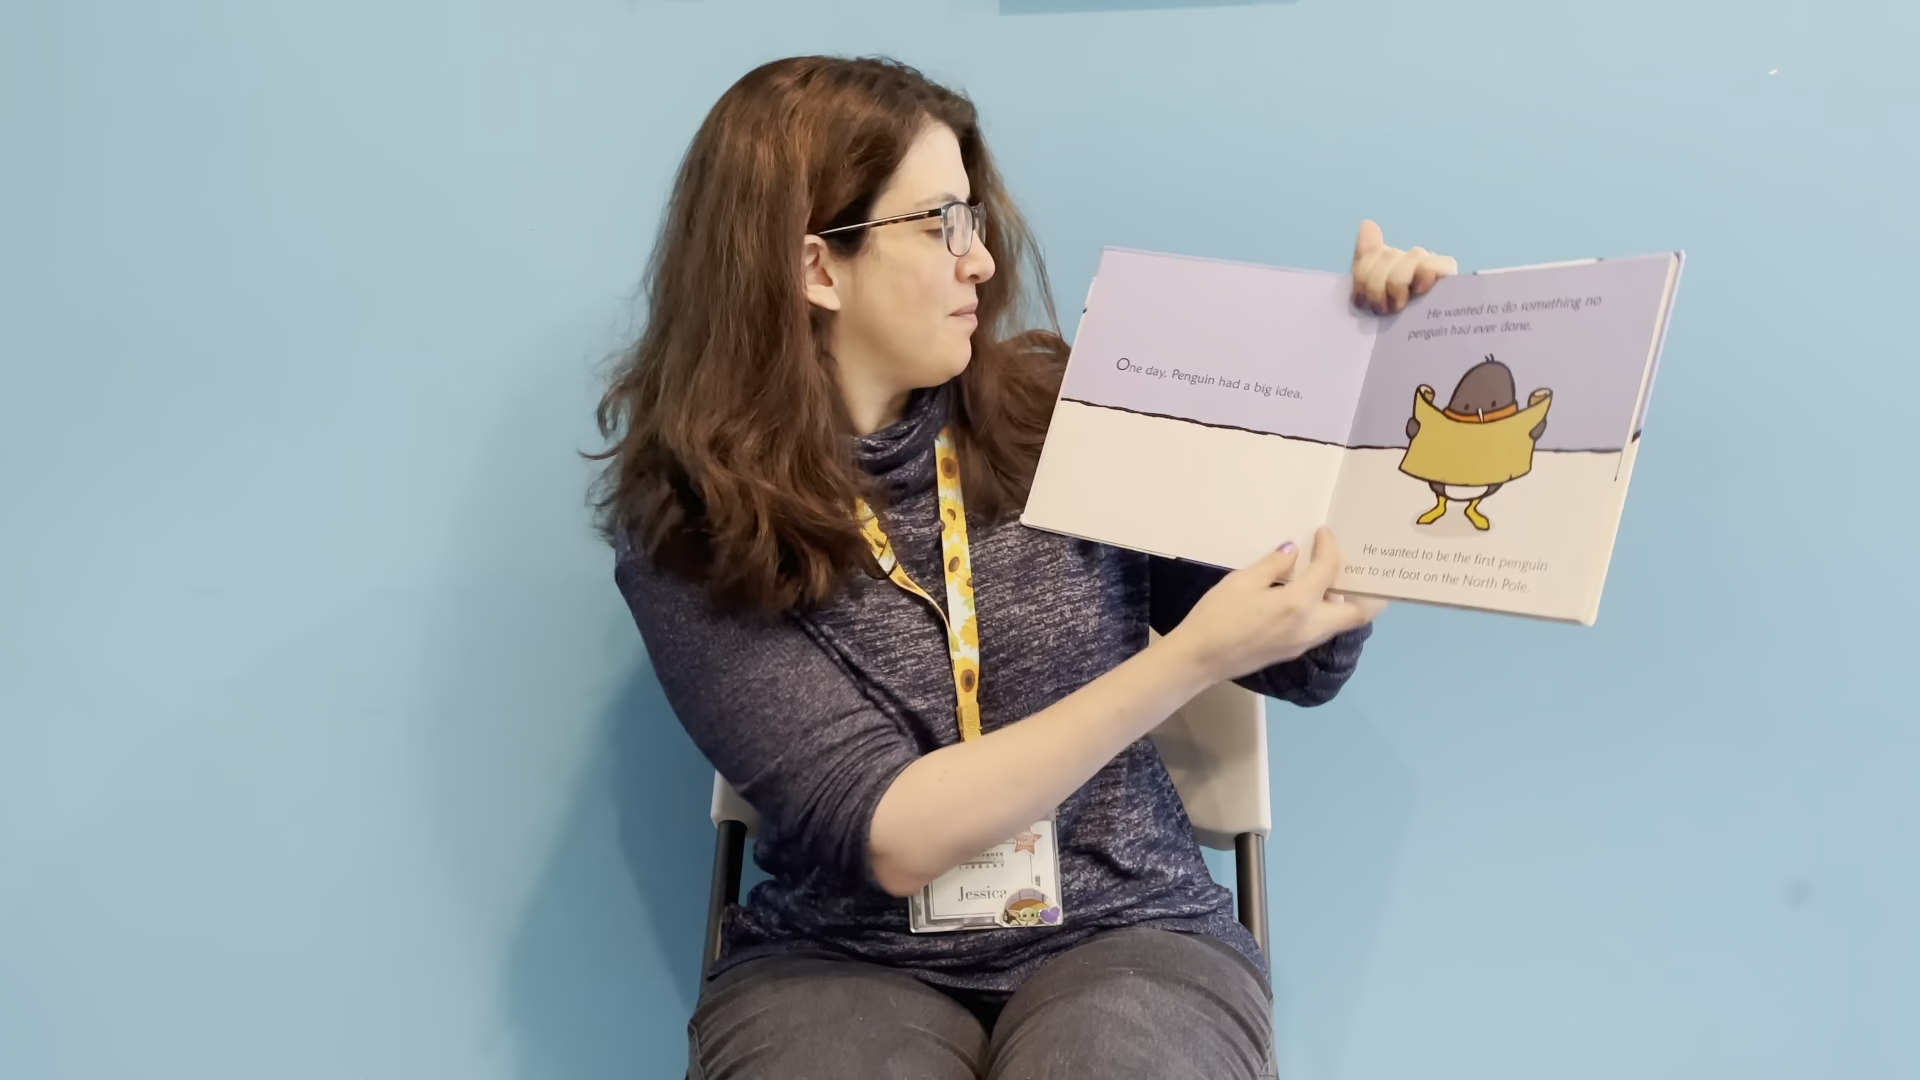 One day, Penguin had a big idea.
He wanted to do something no
penguin had ever done.
He wanted to be the first penguin
ever to set foot on the North Pole.
Jessica